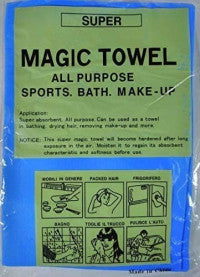 SUPER
MAGIC TOWEL
ALL PURPOSE
SPORTS. BATH. MAKE-UP
Application:
Super absorbent. All purpose. Can be used as a towel
in bathing, drying hair, removing make-up and more.
NOTICE: This super magic towel will become hardened after long
exposure in the air. Moisten it to regain its absorbent
characteristic and softness before use.
MOBILI IN GENERE PACKED HAIR FRIGORIFERO
BAGNO TOGLIE IL TRUCCO PULISCE L'AUTO
Made in China